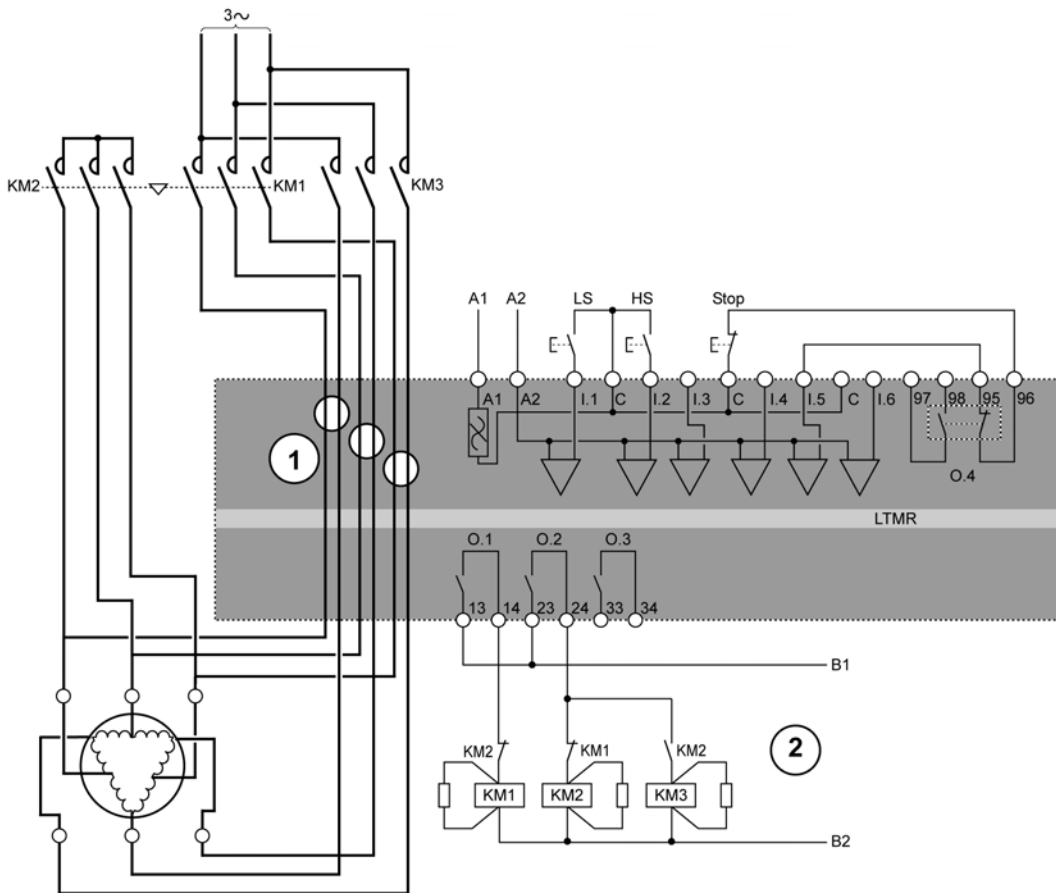 3∼
KM2 KM1 KM3
A1 A2 LS HS Stop
A1 A2 I.1 C I.2 I.3 C I.4 I.5 C I.6 97 98 95 96
1
O.4
LTMR
O.1 O.2 O.3
13 14 23 24 33 34
B1
KM2 KM1 KM2
2
KM1 KM2 KM3
B2